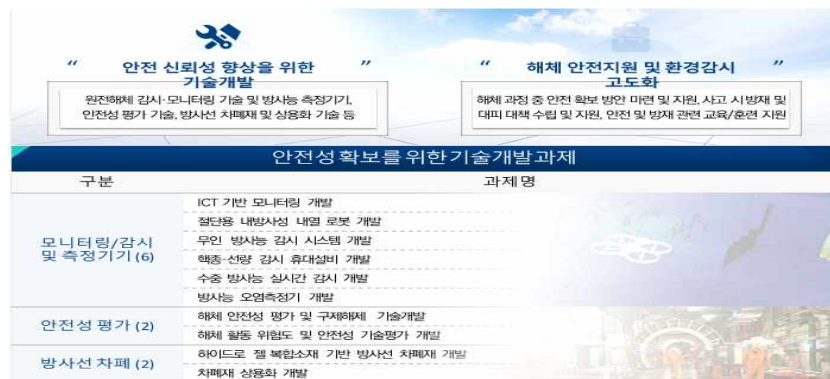 “ 안전 신뢰성 향상을 위한 ”
기술개발
원전해체 감시·모니터링 기술 및 방사능 측정기기,
안전성 평가 기술, 방사선 차폐재 및 상용화 기술 등
“ 해체 안전지원 및 환경감시 ”
고도화
해체 과정 중 안전 확보 방안 마련 및 지원, 사고 시 방재 및
대피 대책 수립 및 지원, 안전 및 방재 관련 교육/훈련 지원
안전성확보를위한기술개발과제
구분 과제명
모니터링/감시
및 측정기기 (6)
ICT 기반 모니터링 개발
절단용 내방사성 내열 로봇 개발
무인 방사능 감시 시스템 개발
핵종·선량 감시 휴대설비 개발
수중 방사능 실시간 감시 개발
방사능 오염측정기 개발
안전성 평가 (2)
해체 안전성 평가 및 구제해제 기술개발
해체 활동 위험도 및 안전성 기술평가 개발
방사선 차폐 (2)
하이드로 젤 복합소재 기반 방사선 차폐재 개발
차폐재 상용화 개발